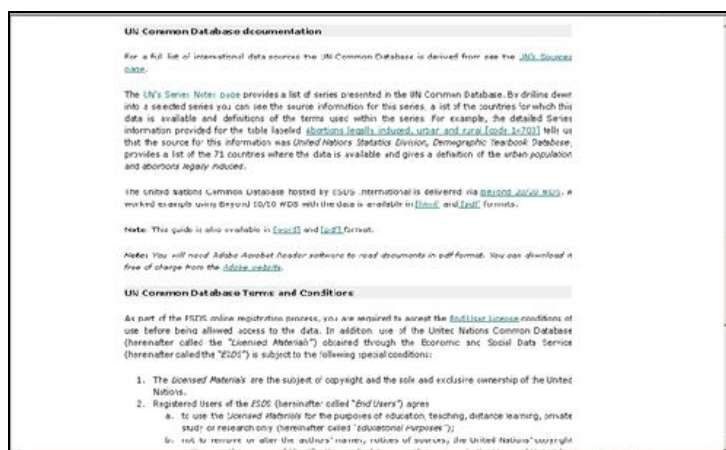 UN Common Database documentation
For a full list of international data sources the UN Common Database is derived from see the UN's Sources
page.
The UN's Series Notes page provides a list of series presented in the UN Common Database. By drilling down
into a selected series you can see the source information for this series, a list of the countries for which this
data is available and definitions of the terms used within the series. For example, the detailed Series
information provided for the table labeled Abortions legally induced, urban and rural [code 14703] tells us
that the source for this information was United Nations Statistics Division, Demographic Yearbook Database,
provides a list of the 71 countries where the data is available and gives a definition of the urban population
and abortions legally induced.
The United Nations Common Database hosted by ESDS International is delivered via Beyond 20/20 WDS. A
worked example using Beyond 20/20 WDS with the data is available in [html] and [pdf] formats.
Note: This guide is also available in [word] and [pdf] format.
Note: You will need Adobe Acrobat Reader software to read documents in pdf format. You can download it
free of charge from the Adobe website.
UN Common Database Terms and Conditions
As part of the ESDS online registration process, you are required to accept the End User License conditions of
use before being allowed access to the data. In addition, use of the United Nations Common Database
(hereinafter called the "Licensed Materials") obtained through the Economic and Social Data Service
(hereinafter called the "ESDS") is subject to the following special conditions:
1. The Licensed Materials are the subject of copyright and the sole and exclusive ownership of the United
Nations.
2. Registered Users of the ESDS (hereinafter called "End Users") agree
a. to use the Licensed Materials for the purposes of education, teaching, distance learning, private
study or research only (hereinafter called "Educational Purposes");
b. not to remove or alter the authors' names, notices of sources, the United Nations' copyright